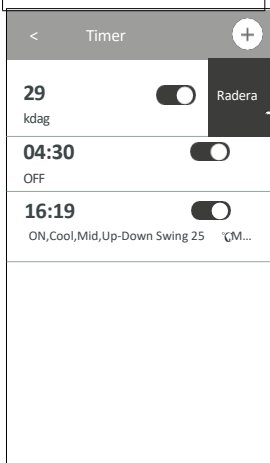 < Timer +
29
Radera
kdag
04:30
OFF
16:19
ON,Cool,Mid,Up-Down Swing 25 ℃M...